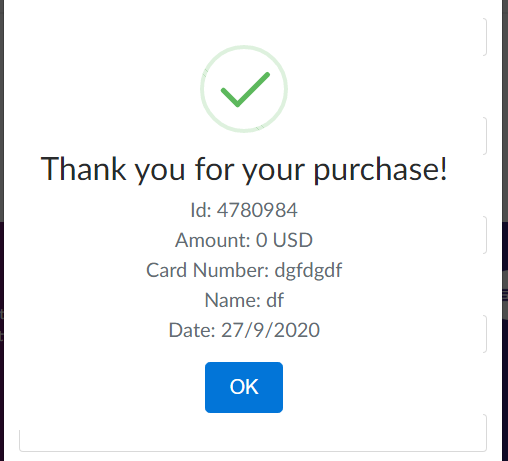 Thank you for your purchase!
Id: 4780984
Amount: 0 USD
Card Number: dgfdgdf
Name: df
Date: 27/9/2020
OK